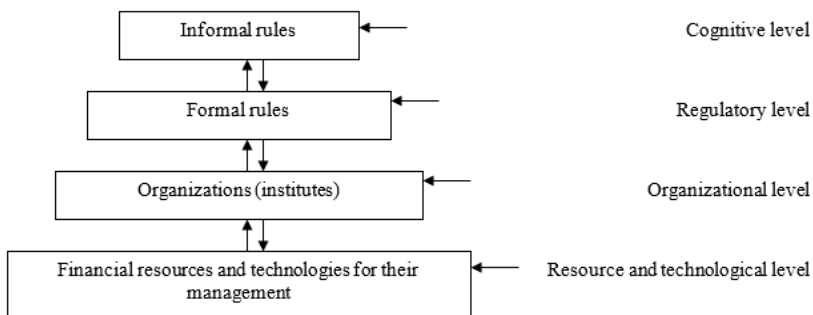 Informal rules
Cognitive level
Formal rules
Regulatory level
Organizations (institutes)
Organizational level
Financial resources and technologies for their
management
Resource and technological level